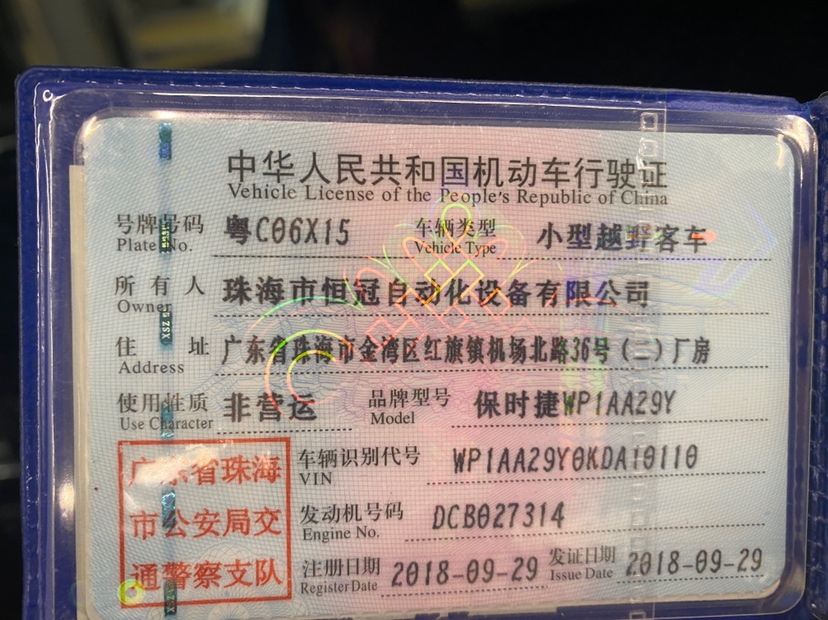 中华人民共和国机动车行驶证
Vehicle License of the People's Republic of China
号牌号码 粤C06X15 车辆类型 小型越野客车
Plate No. Vehicle Type
所有人 珠海市恒冠自动化设备有限公司
Owner
住址 广东省珠海市金湾区红旗镇机场北路36号(二)厂房
Address
使用性质 非营运 品牌型号 保时捷WP1AA29Y
Use Character Model
广东省珠海
市公安局交
通警察支队
车辆识别代号 WP1AA29Y0KDA10110
VIN
发动机号码 DCB027314
Engine No.
注册日期 2018-09-29 发证日期 2018-09-29
Register Date Issue Date